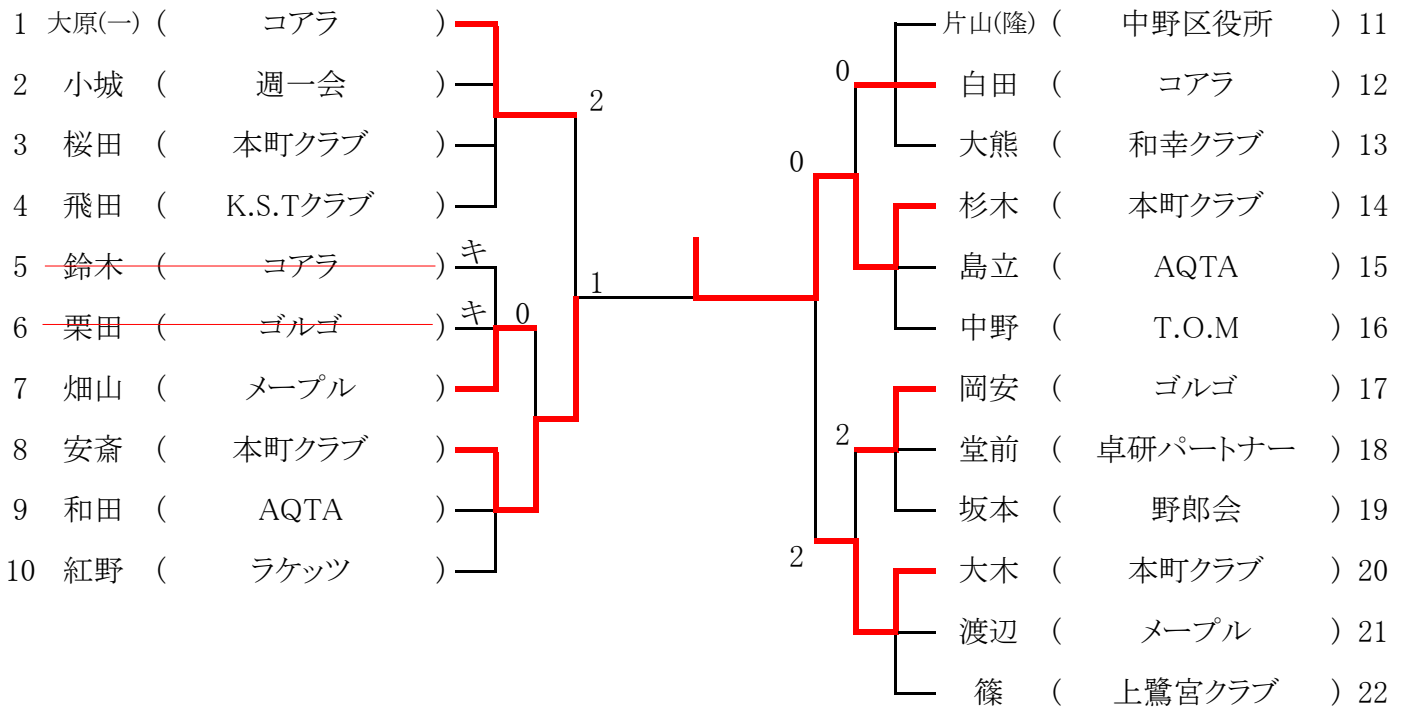 1 大原(一) ( コアラ )
2 小城 ( 週一会 )
3 桜田 ( 本町クラブ )
4 飛田 ( K.S.Tクラブ )
5 鈴木 ( コアラ ) キ
6 栗田 ( ゴルゴ ) キ
7 畑山 ( メープル )
8 安斎 ( 本町クラブ )
9 和田 ( AQTA )
10 紅野 ( ラケッツ )
2
0
1
0
0
2
2
片山(隆) ( 中野区役所 ) 11
白田 ( コアラ ) 12
大熊 ( 和幸クラブ ) 13
杉木 ( 本町クラブ ) 14
島立 ( AQTA ) 15
中野 ( T.O.M ) 16
岡安 ( ゴルゴ ) 17
堂前 ( 卓研パートナー ) 18
坂本 ( 野郎会 ) 19
大木 ( 本町クラブ ) 20
渡辺 ( メープル ) 21
篠 ( 上鷺宮クラブ ) 22